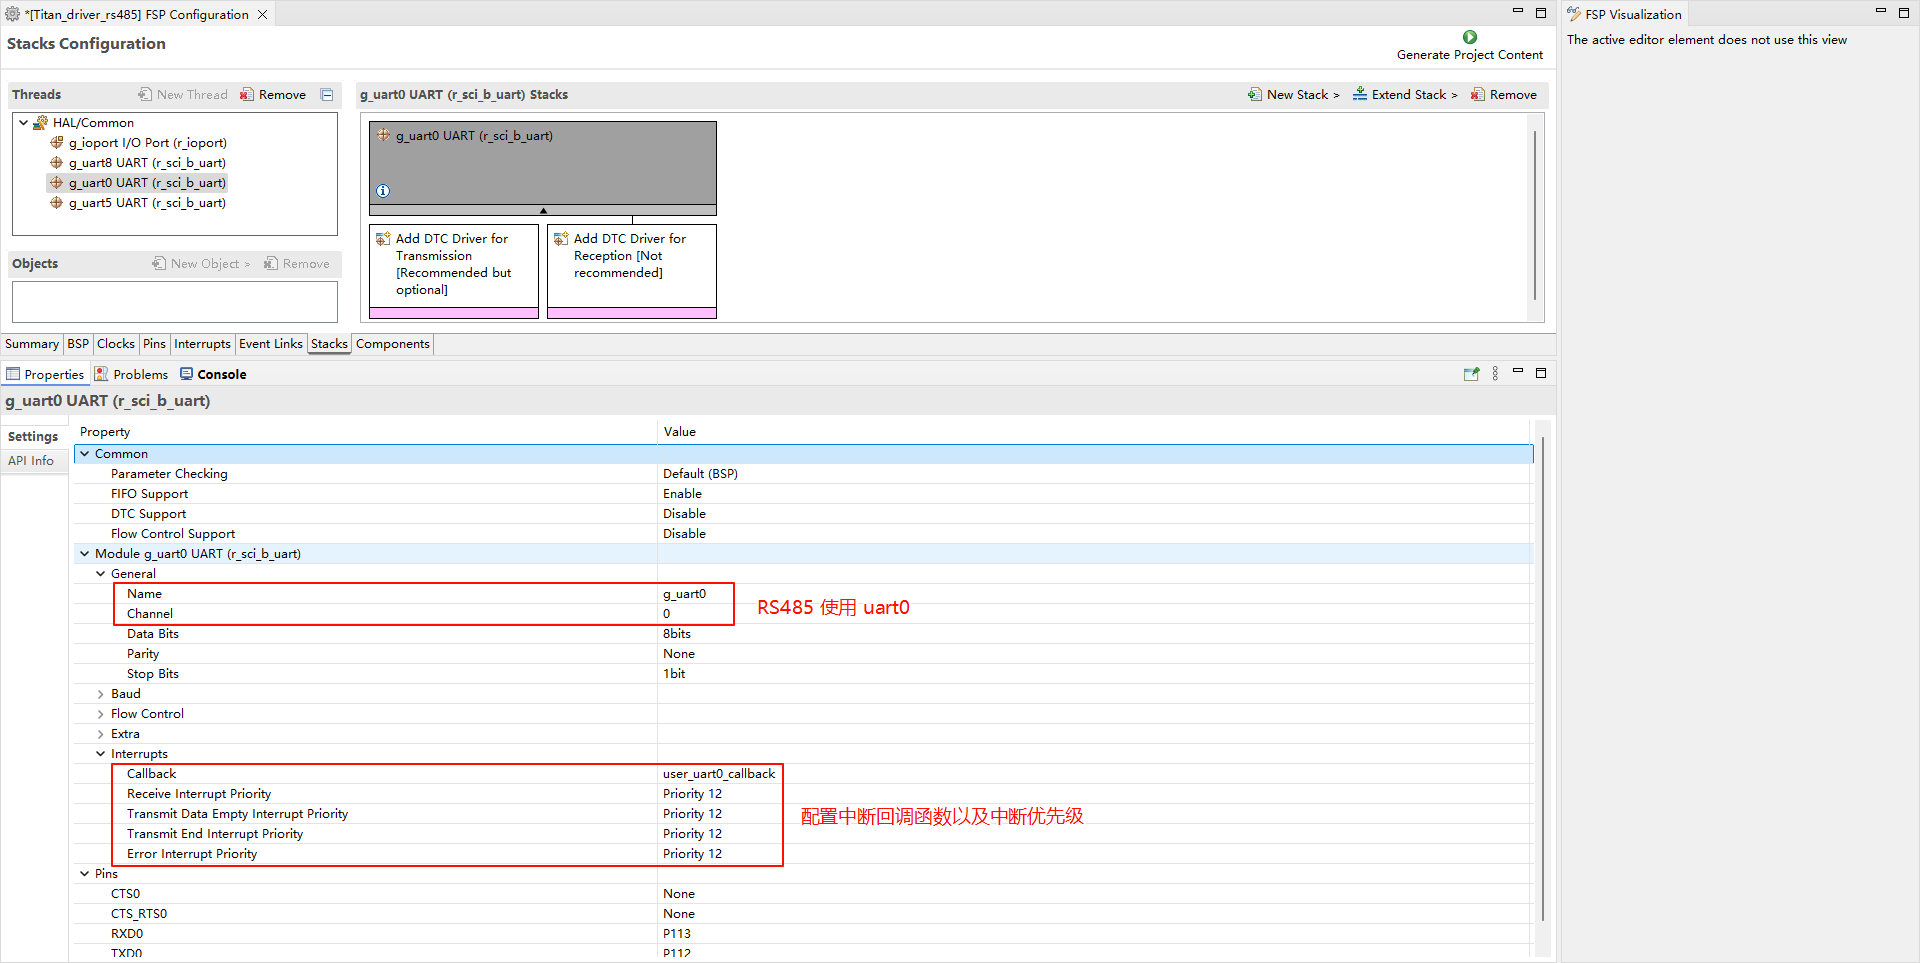 *[Titan_driver_rs485] FSP Configuration
FSP Visualization
The active editor element does not use this view
Stacks Configuration
Generate Project Content
Threads
New Thread
Remove
HAL/Common
g_ioport I/O Port (r_ioport)
g_uart8 UART (r_sci_b_uart)
g_uart0 UART (r_sci_b_uart)
g_uart5 UART (r_sci_b_uart)
Objects
New Object >
Remove
g_uart0 UART (r_sci_b_uart) Stacks
New Stack >
Extend Stack >
Remove
g_uart0 UART (r_sci_b_uart)
Add DTC Driver for
Transmission
[Recommended but
optional]
Add DTC Driver for
Reception [Not
recommended]
Summary BSP Clocks Pins Interrupts Event Links Stacks Components
Properties Problems Console
g_uart0 UART (r_sci_b_uart)
Settings
API Info
Property Value
Common
Parameter Checking Default (BSP)
FIFO Support Enable
DTC Support Disable
Flow Control Support Disable
Module g_uart0 UART (r_sci_b_uart)
General
Name g_uart0
Channel 0
RS485 使用 uart0
Data Bits 8bits
Parity None
Stop Bits 1bit
Baud
Flow Control
Extra
Interrupts
Callback user_uart0_callback
Receive Interrupt Priority Priority 12
Transmit Data Empty Interrupt Priority Priority 12
配置中断回调函数以及中断优先级
Transmit End Interrupt Priority Priority 12
Error Interrupt Priority Priority 12
Pins
CTS0 None
CTS_RTS0 None
RXD0 P113
TXD0 P112